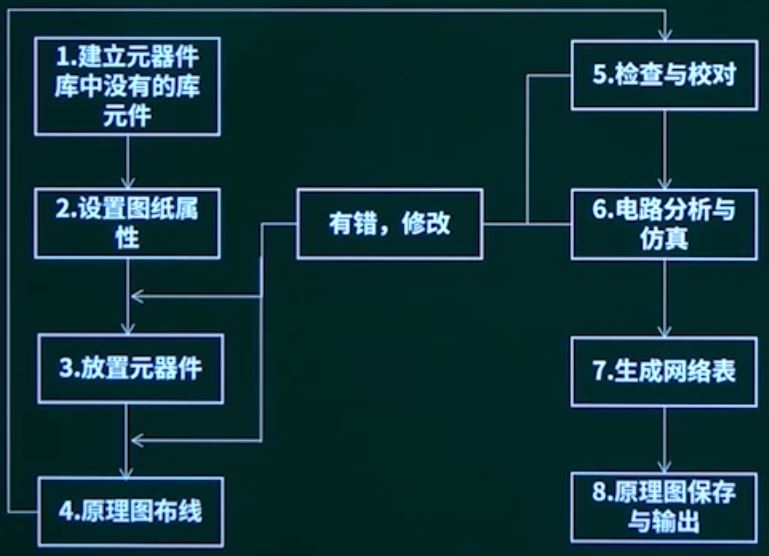 1.建立元器件
库中没有的库
元件
2.设置图纸属
性
3.放置元器件
4.原理图布线
有错，修改
5.检查与校对
6.电路分析与
仿真
7.生成网络表
8.原理图保存
与输出